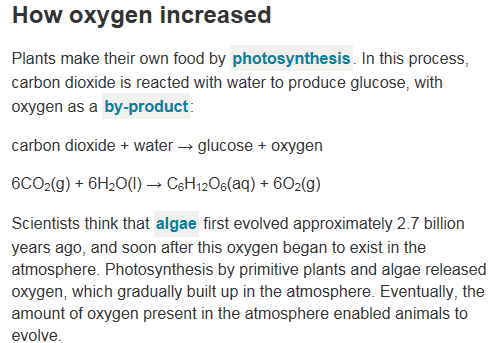 How oxygen increased
Plants make their own food by photosynthesis. In this process,
carbon dioxide is reacted with water to produce glucose, with
oxygen as a by-product:
carbon dioxide + water → glucose + oxygen
6CO₂(g) + 6H₂O(l) → C₆H₁₂O₆(aq) + 6O₂(g)
Scientists think that algae first evolved approximately 2.7 billion
years ago, and soon after this oxygen began to exist in the
atmosphere. Photosynthesis by primitive plants and algae released
oxygen, which gradually built up in the atmosphere. Eventually, the
amount of oxygen present in the atmosphere enabled animals to
evolve.